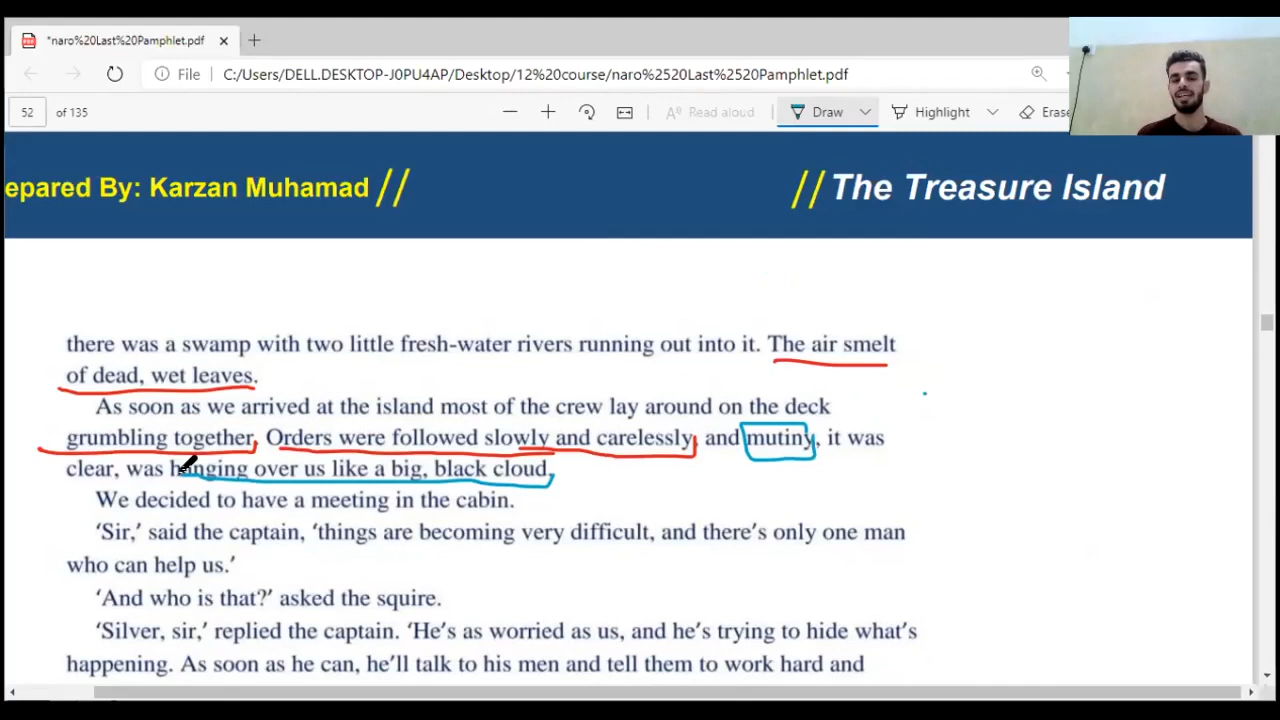 *naro%20Last%20Pamphlet.pdf
File C:/Users/DELL.DESKTOP-J0PU4AP/Desktop/12%20course/naro%2520Last%2520Pamphlet.pdf
52 of 135 Read aloud Draw Highlight Erase
epared By: Karzan Muhamad // // The Treasure Island
there was a swamp with two little fresh-water rivers running out into it. The air smelt
of dead, wet leaves.
As soon as we arrived at the island most of the crew lay around on the deck
grumbling together. Orders were followed slowly and carelessly, and mutiny, it was
clear, was hanging over us like a big, black cloud.
We decided to have a meeting in the cabin.
‘Sir,’ said the captain, ‘things are becoming very difficult, and there’s only one man
who can help us.’
‘And who is that?’ asked the squire.
‘Silver, sir,’ replied the captain. ‘He’s as worried as us, and he’s trying to hide what’s
happening. As soon as he can, he’ll talk to his men and tell them to work hard and